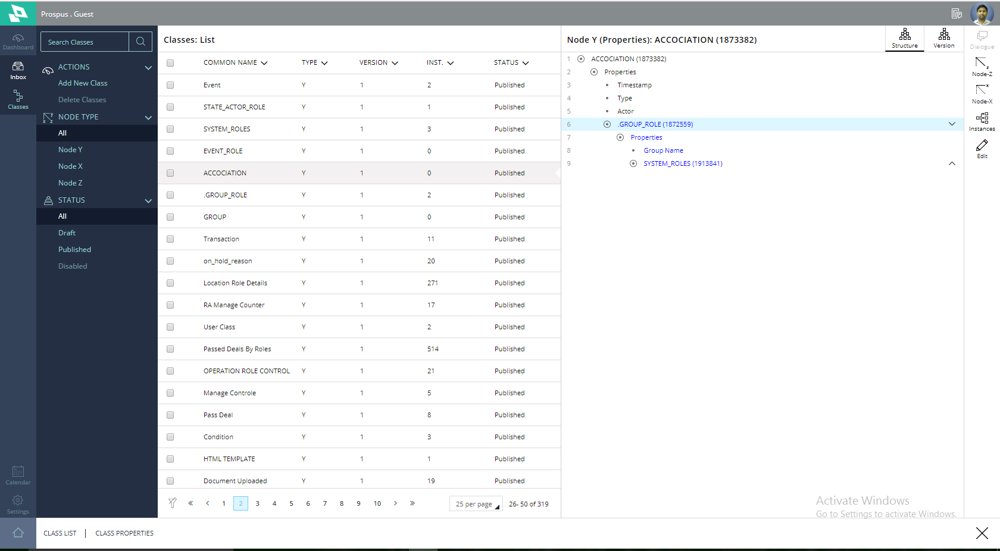 Prospus . Guest
Dashboard
Inbox
Classes
Calendar
Settings
Search Classes
ACTIONS
Add New Class
Delete Classes
NODE TYPE
All
Node Y
Node X
Node Z
STATUS
All
Draft
Published
Disabled
Classes: List
COMMON NAME TYPE VERSION INST. STATUS
Event Y 1 2 Published
STATE_ACTOR_ROLE Y 1 1 Published
SYSTEM_ROLES Y 1 3 Published
EVENT_ROLE Y 1 0 Published
ACCOCIATION Y 1 0 Published
.GROUP_ROLE Y 1 2 Published
GROUP Y 1 0 Published
Transaction Y 1 11 Published
on_hold_reason Y 1 20 Published
Location Role Details Y 1 271 Published
RA Manage Counter Y 1 17 Published
User Class Y 1 2 Published
Passed Deals By Roles Y 1 514 Published
OPERATION ROLE CONTROL Y 1 21 Published
Manage Controle Y 1 5 Published
Pass Deal Y 1 8 Published
Condition Y 1 3 Published
HTML TEMPLATE Y 1 1 Published
Document Uploaded Y 1 19 Published
« ‹ 1 2 3 4 5 6 7 8 9 10 › » 25 per page 26- 50 of 319
Node Y (Properties): ACCOCIATION (1873382)
Structure
Version
1 ACCOCIATION (1873382)
2 Properties
3 Timestamp
4 Type
5 Actor
6 .GROUP_ROLE (1872559)
7 Properties
8 Group Name
9 SYSTEM_ROLES (1913841)
Dialogue
Node-Z
Node-X
Instances
Edit
Activate Windows
Go to Settings to activate Windows.
CLASS LIST | CLASS PROPERTIES